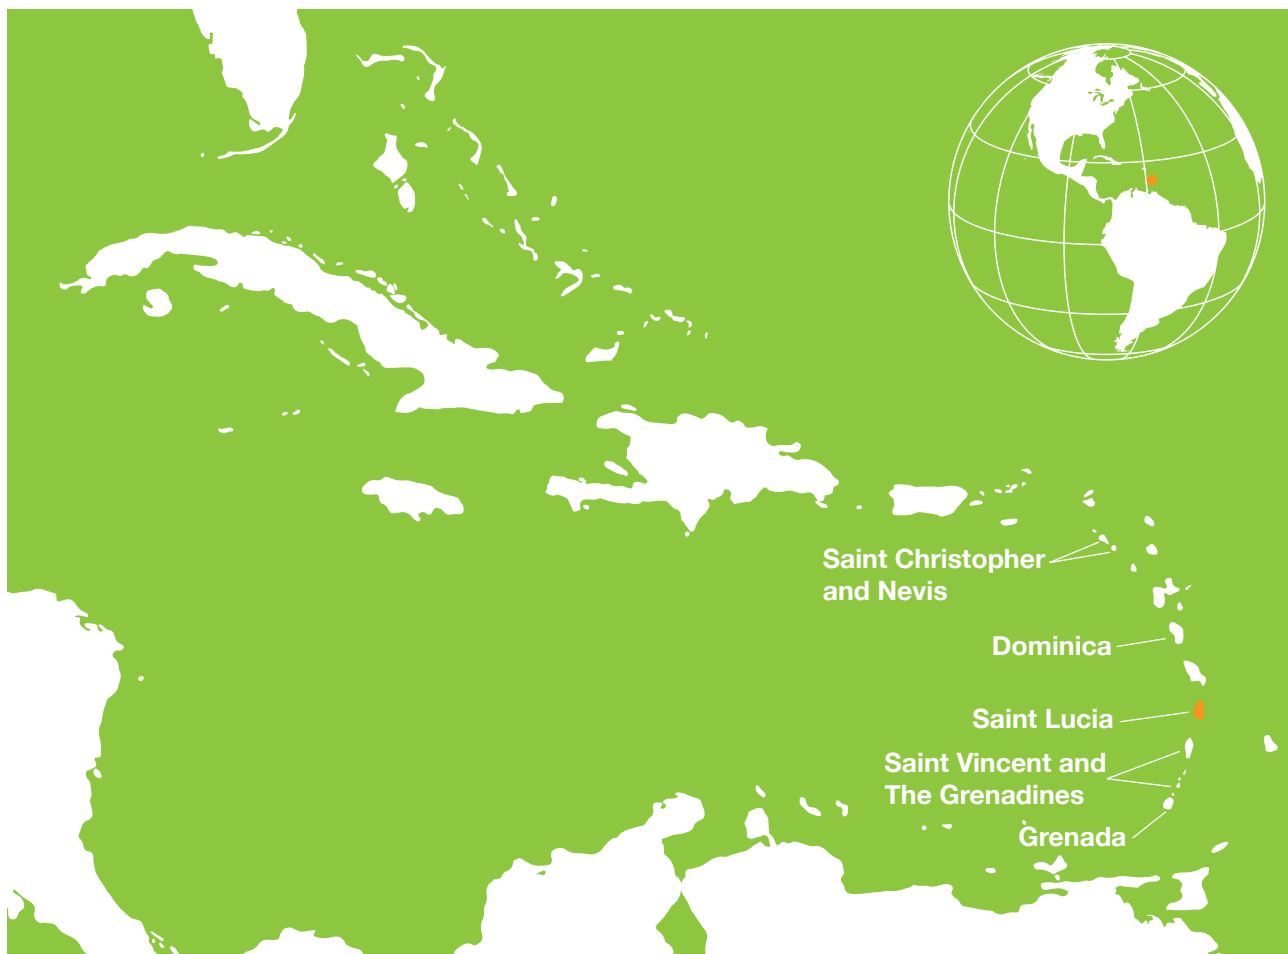 Saint Christopher
and Nevis
Dominica
Saint Lucia
Saint Vincent and
The Grenadines
Grenada